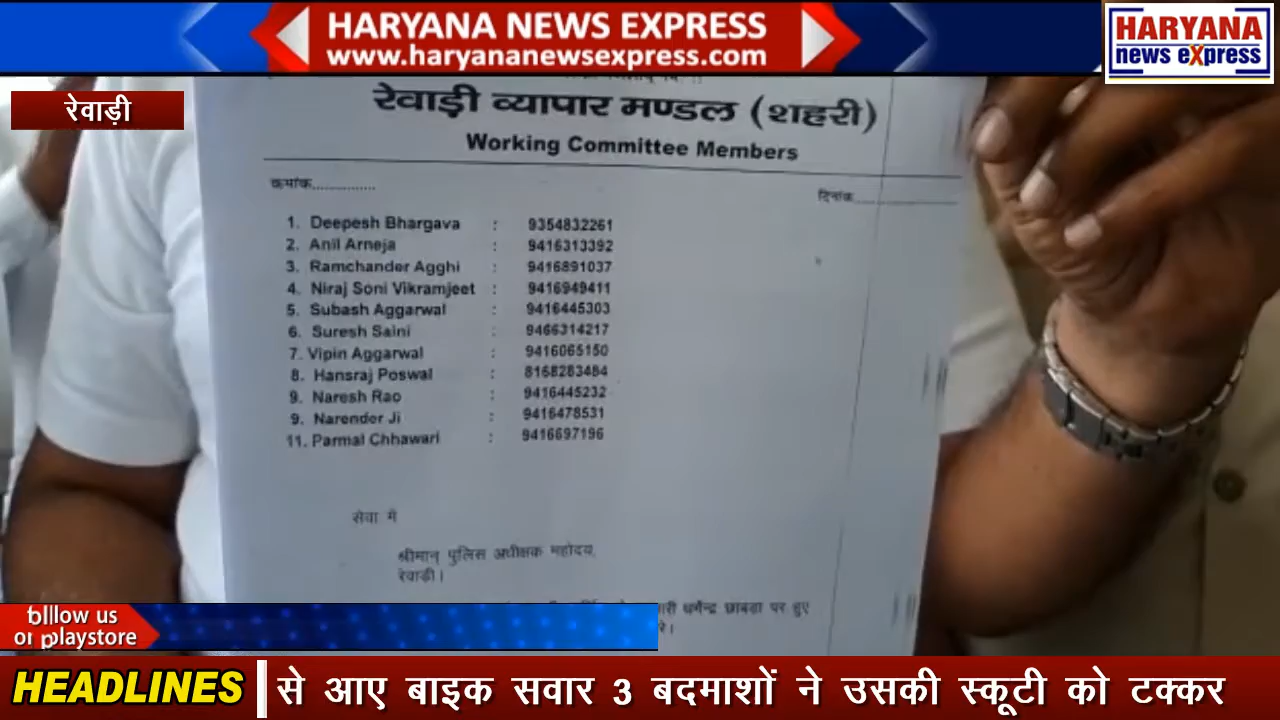 HARYANA NEWS EXPRESS
www.haryananewsexpress.com
HARYANA
news eXpress
रेवाड़ी
रेवाड़ी व्यापार मण्डल (शहरी)
Working Committee Members
क्रमांक..............
दिनांक......................
1. Deepesh Bhargava : 9354832261
2. Anil Arneja : 9416313392
3. Ramchander Agghi : 9416891037
4. Niraj Soni Vikramjeet : 9416949411
5. Subash Aggarwal : 9416445303
6. Suresh Saini : 9466314217
7. Vipin Aggarwal : 9416065150
8. Hansraj Poswal : 8168283484
9. Naresh Rao : 9416445232
9. Narender Ji : 9416478531
11. Parmal Chhawari : 9416697196
सेवा में
श्रीमान् पुलिस अधीक्षक महोदय,
रेवाड़ी।
धर्मेन्द्र छाबड़ा पर हुए
us
playstore
HEADLINES
से आए बाइक सवार 3 बदमाशों ने उसकी स्कूटी को टक्कर